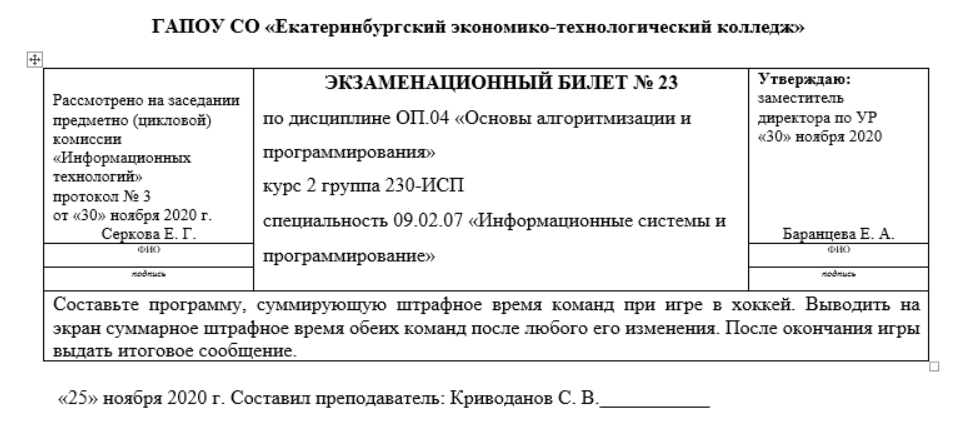 ГАПОУ СО «Екатеринбургский экономико-технологический колледж»
Рассмотрено на заседании
предметно (цикловой)
комиссии
«Информационных
технологий»
протокол № 3
от «30» ноября 2020 г.
Серкова Е. Г.
ФИО
подпись
ЭКЗАМЕНАЦИОННЫЙ БИЛЕТ № 23
по дисциплине ОП.04 «Основы алгоритмизации и
программирования»
курс 2 группа 230-ИСП
специальность 09.02.07 «Информационные системы и
программирование»
Утверждаю:
заместитель
директора по УР
«30» ноября 2020
Баранцева Е. А.
ФИО
подпись
Составьте программу, суммирующую штрафное время команд при игре в хоккей. Выводить на
экран суммарное штрафное время обеих команд после любого его изменения. После окончания игры
выдать итоговое сообщение.
«25» ноября 2020 г. Составил преподаватель: Криводанов С. В.___________